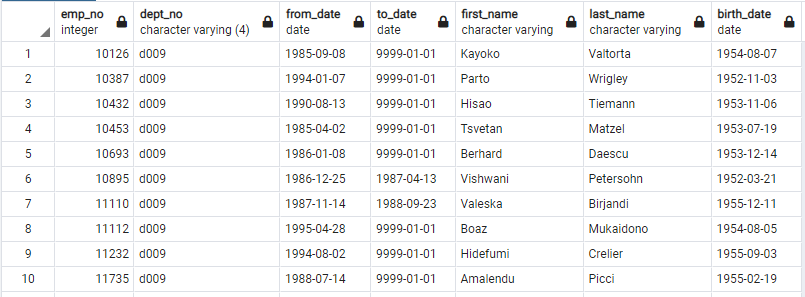 emp_no dept_no from_date to_date first_name last_name birth_date
integer character varying (4) date date character varying character varying date
1 10126 d009 1985-09-08 9999-01-01 Kayoko Valtorta 1954-08-07
2 10387 d009 1994-01-07 9999-01-01 Parto Wrigley 1952-11-03
3 10432 d009 1990-08-13 9999-01-01 Hisao Tiemann 1953-11-06
4 10453 d009 1985-04-02 9999-01-01 Tsvetan Matzel 1953-07-19
5 10693 d009 1986-01-08 9999-01-01 Berhard Daescu 1953-12-14
6 10895 d009 1986-12-25 1987-04-13 Vishwani Petersohn 1952-03-21
7 11110 d009 1987-11-14 1988-09-23 Valeska Birjandi 1955-12-11
8 11112 d009 1995-04-28 9999-01-01 Boaz Mukaidono 1954-08-05
9 11232 d009 1994-08-02 9999-01-01 Hidefumi Crelier 1955-09-03
10 11735 d009 1988-07-14 9999-01-01 Amalendu Picci 1955-02-19